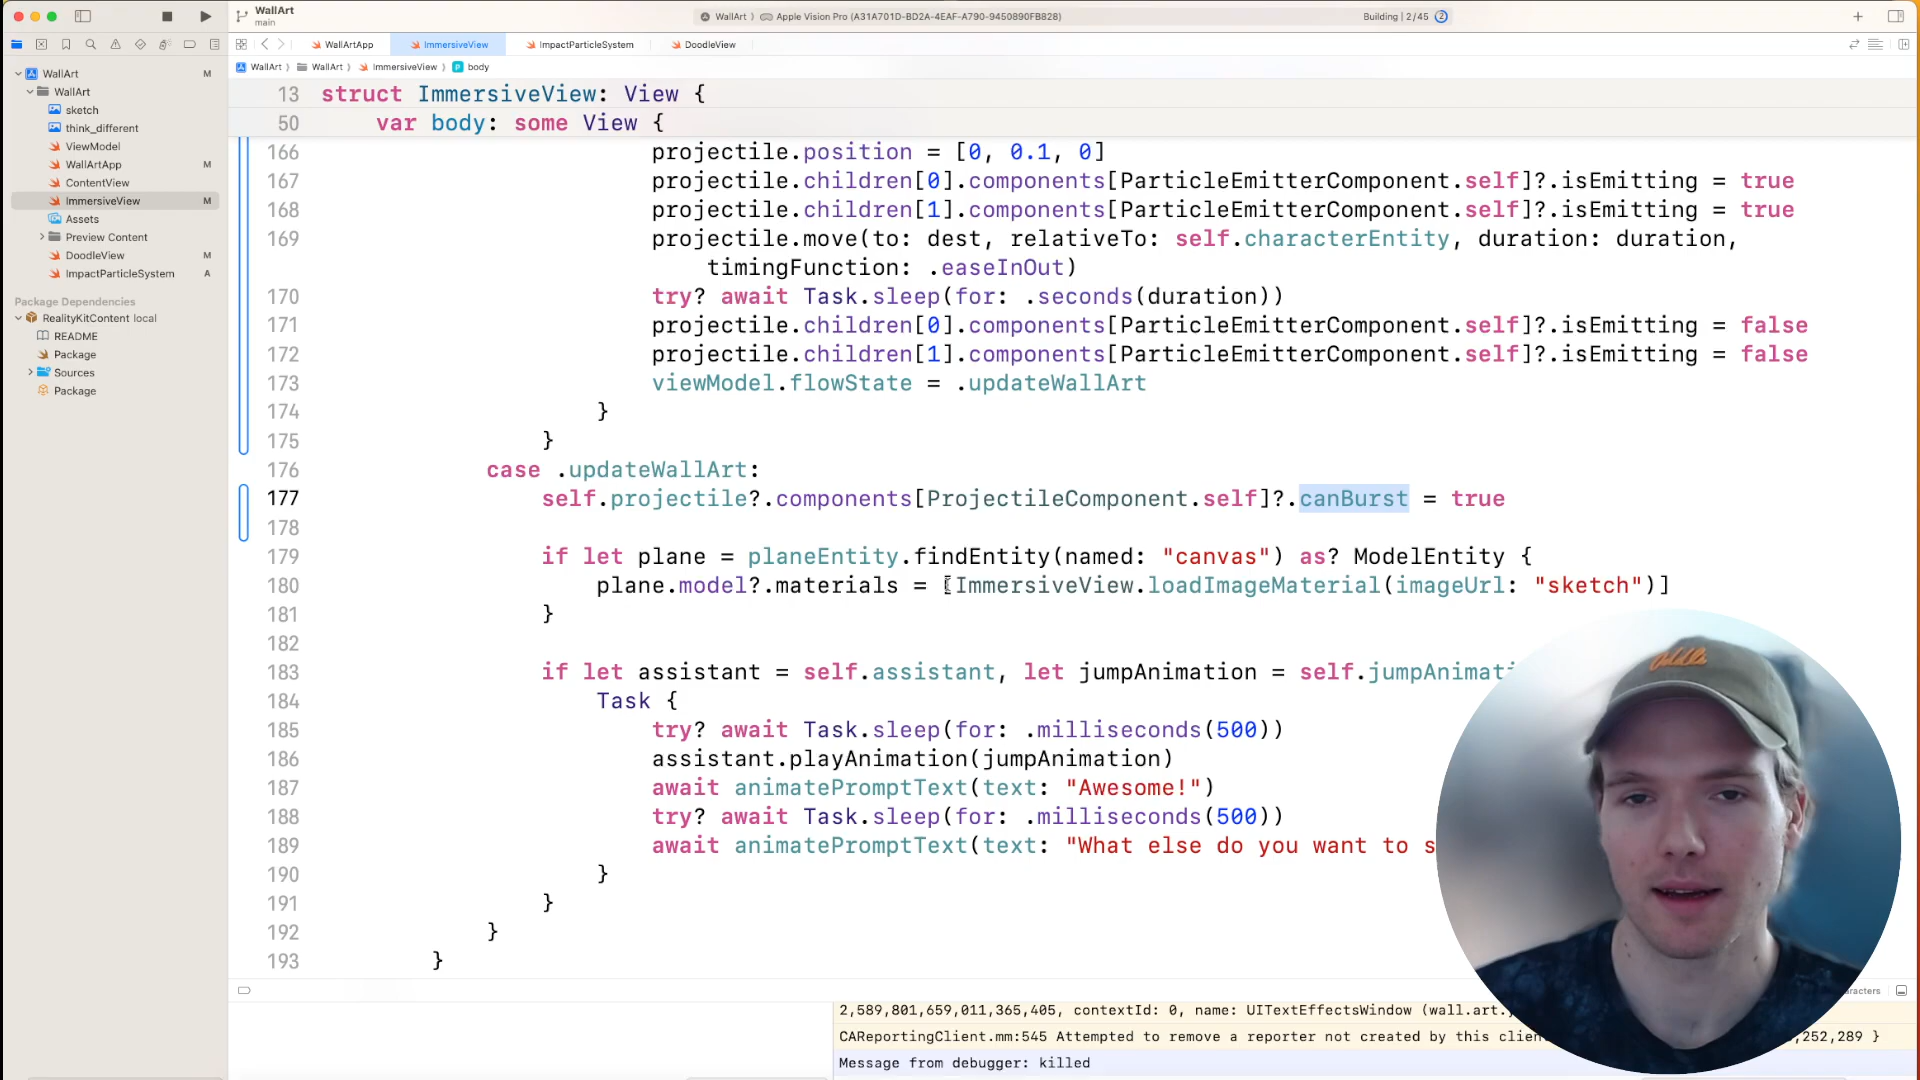 WallArt
main
WallArt ⟩ Apple Vision Pro (A31A701D-BD2A-4EAF-A790-9450890FB828)
Building | 2/45 2
WallArtApp
ImmersiveView
ImpactParticleSystem
DoodleView
WallArt ⟩ WallArt ⟩ ImmersiveView ⟩ body
WallArt M
WallArt
sketch
think_different
ViewModel
WallArtApp M
ContentView
ImmersiveView M
Assets
Preview Content
DoodleView M
ImpactParticleSystem A
Package Dependencies
RealityKitContent local
README
Package
Sources
Package
13 struct ImmersiveView: View {
50 var body: some View {
166 projectile.position = [0, 0.1, 0]
167 projectile.children[0].components[ParticleEmitterComponent.self]?.isEmitting = true
168 projectile.children[1].components[ParticleEmitterComponent.self]?.isEmitting = true
169 projectile.move(to: dest, relativeTo: self.characterEntity, duration: duration,
timingFunction: .easeInOut)
170 try? await Task.sleep(for: .seconds(duration))
171 projectile.children[0].components[ParticleEmitterComponent.self]?.isEmitting = false
172 projectile.children[1].components[ParticleEmitterComponent.self]?.isEmitting = false
173 viewModel.flowState = .updateWallArt
174 }
175 }
176 case .updateWallArt:
177 self.projectile?.components[ProjectileComponent.self]?.canBurst = true
178
179 if let plane = planeEntity.findEntity(named: "canvas") as? ModelEntity {
180 plane.model?.materials = [ImmersiveView.loadImageMaterial(imageUrl: "sketch")]
181 }
182
183 if let assistant = self.assistant, let jumpAnimation = self.jumpAnimati
184 Task {
185 try? await Task.sleep(for: .milliseconds(500))
186 assistant.playAnimation(jumpAnimation)
187 await animatePromptText(text: "Awesome!")
188 try? await Task.sleep(for: .milliseconds(500))
189 await animatePromptText(text: "What else do you want to s
190 }
191 }
192 }
193 }
2,589,801,659,011,365,405, contextId: 0, name: UITextEffectsWindow (wall.art.
CAReportingClient.mm:545 Attempted to remove a reporter not created by this clien ,252,289 }
Message from debugger: killed